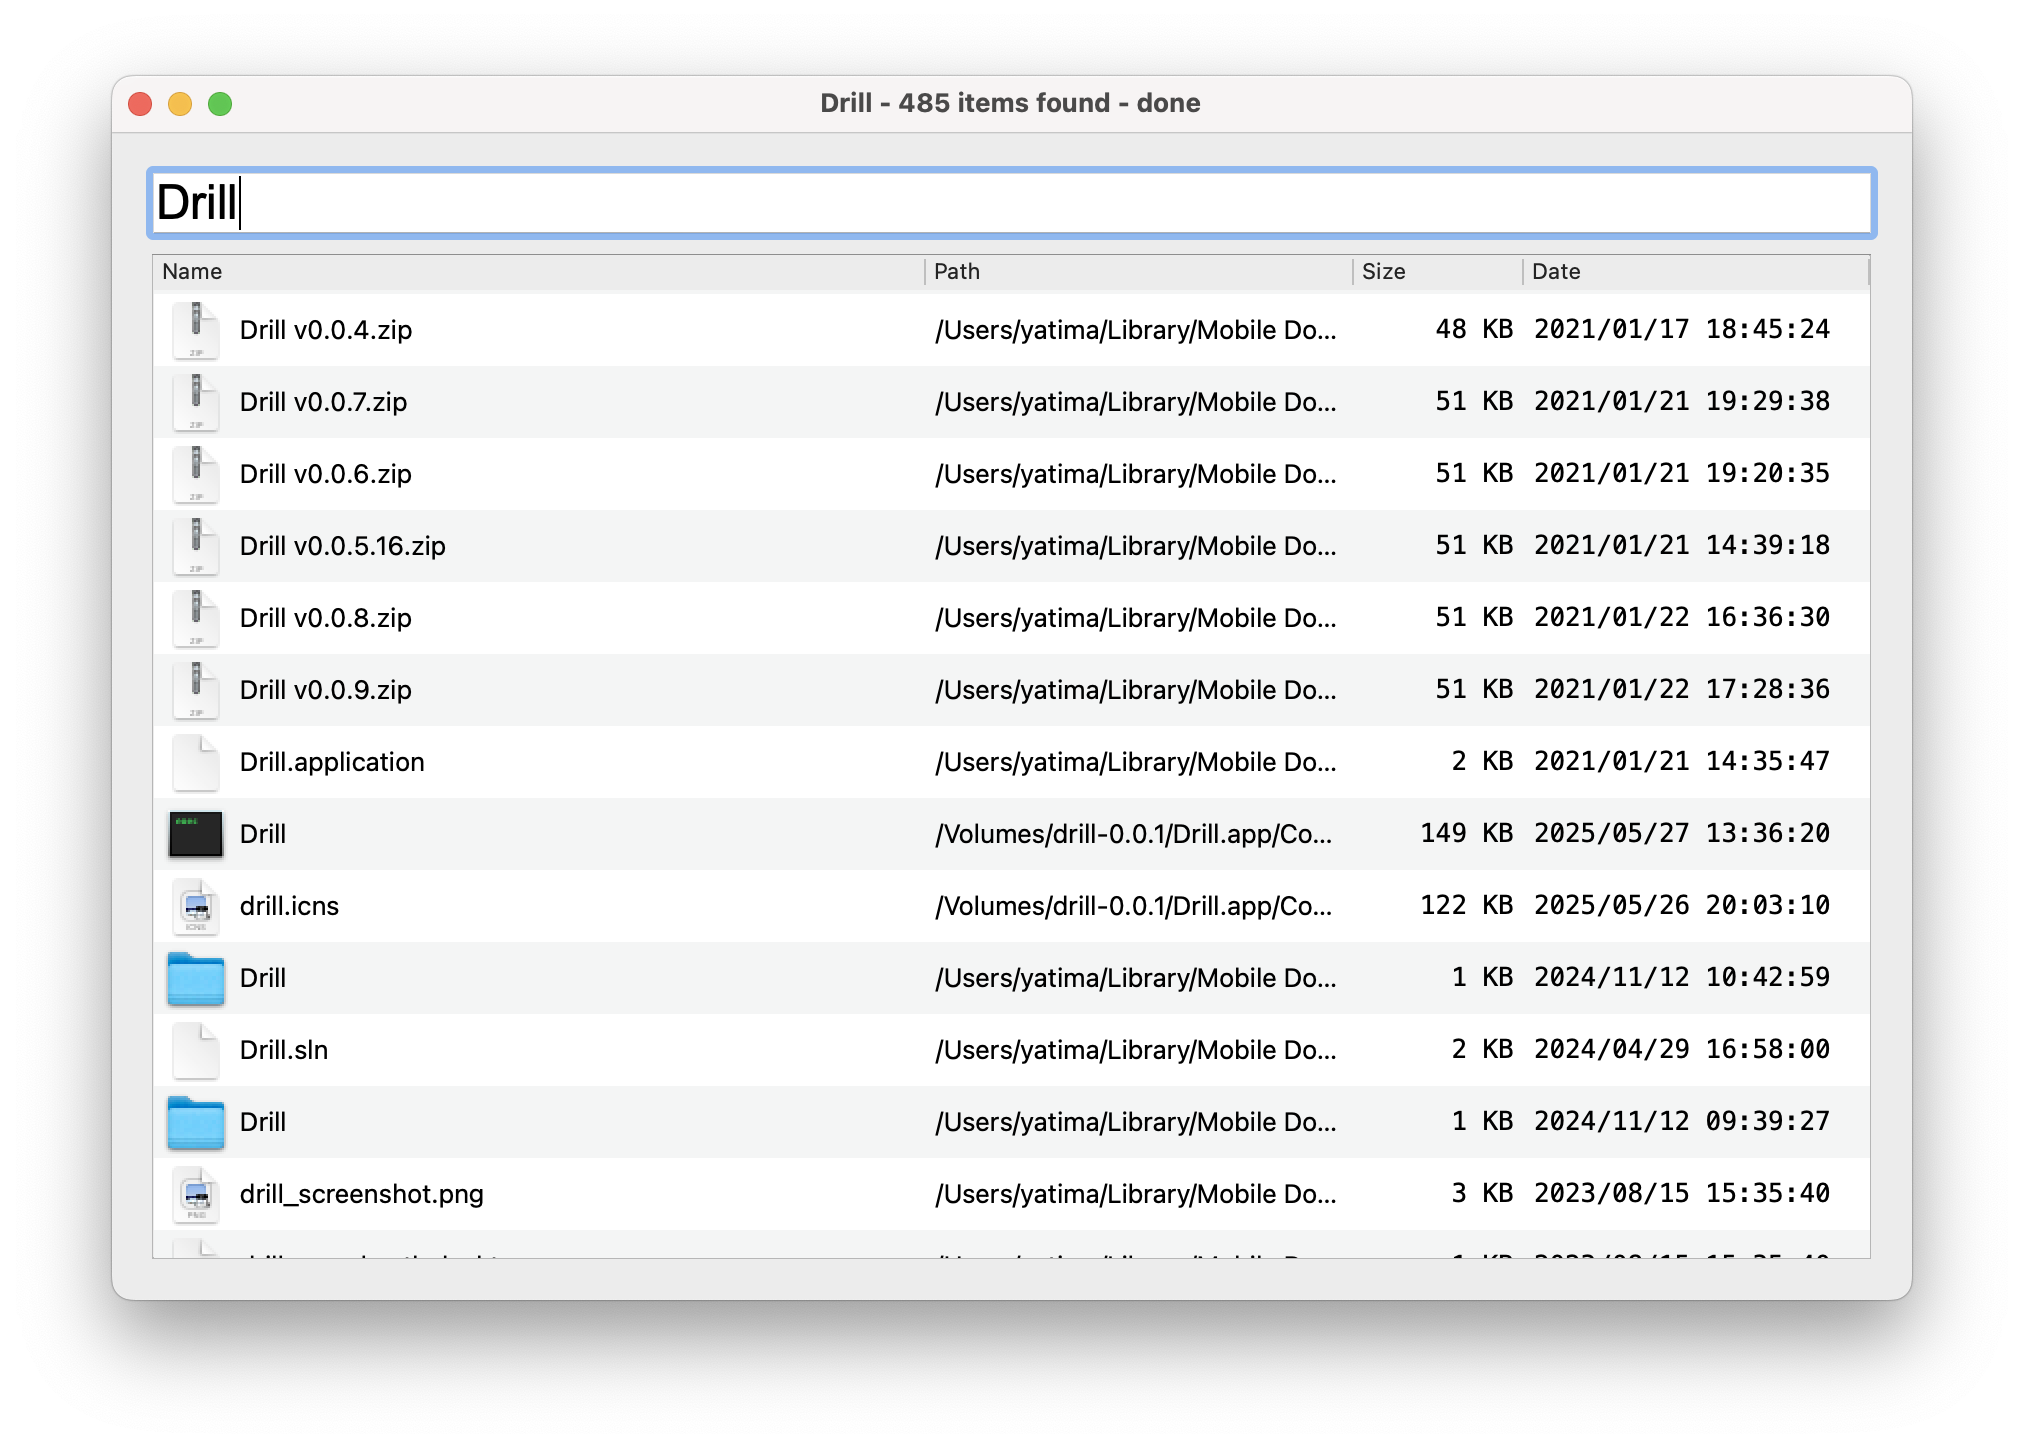 Drill - 485 items found - done
Drill
Name Path Size Date
Drill v0.0.4.zip /Users/yatima/Library/Mobile Do... 48 KB 2021/01/17 18:45:24
Drill v0.0.7.zip /Users/yatima/Library/Mobile Do... 51 KB 2021/01/21 19:29:38
Drill v0.0.6.zip /Users/yatima/Library/Mobile Do... 51 KB 2021/01/21 19:20:35
Drill v0.0.5.16.zip /Users/yatima/Library/Mobile Do... 51 KB 2021/01/21 14:39:18
Drill v0.0.8.zip /Users/yatima/Library/Mobile Do... 51 KB 2021/01/22 16:36:30
Drill v0.0.9.zip /Users/yatima/Library/Mobile Do... 51 KB 2021/01/22 17:28:36
Drill.application /Users/yatima/Library/Mobile Do... 2 KB 2021/01/21 14:35:47
Drill /Volumes/drill-0.0.1/Drill.app/Co... 149 KB 2025/05/27 13:36:20
drill.icns /Volumes/drill-0.0.1/Drill.app/Co... 122 KB 2025/05/26 20:03:10
Drill /Users/yatima/Library/Mobile Do... 1 KB 2024/11/12 10:42:59
Drill.sln /Users/yatima/Library/Mobile Do... 2 KB 2024/04/29 16:58:00
Drill /Users/yatima/Library/Mobile Do... 1 KB 2024/11/12 09:39:27
drill_screenshot.png /Users/yatima/Library/Mobile Do... 3 KB 2023/08/15 15:35:40